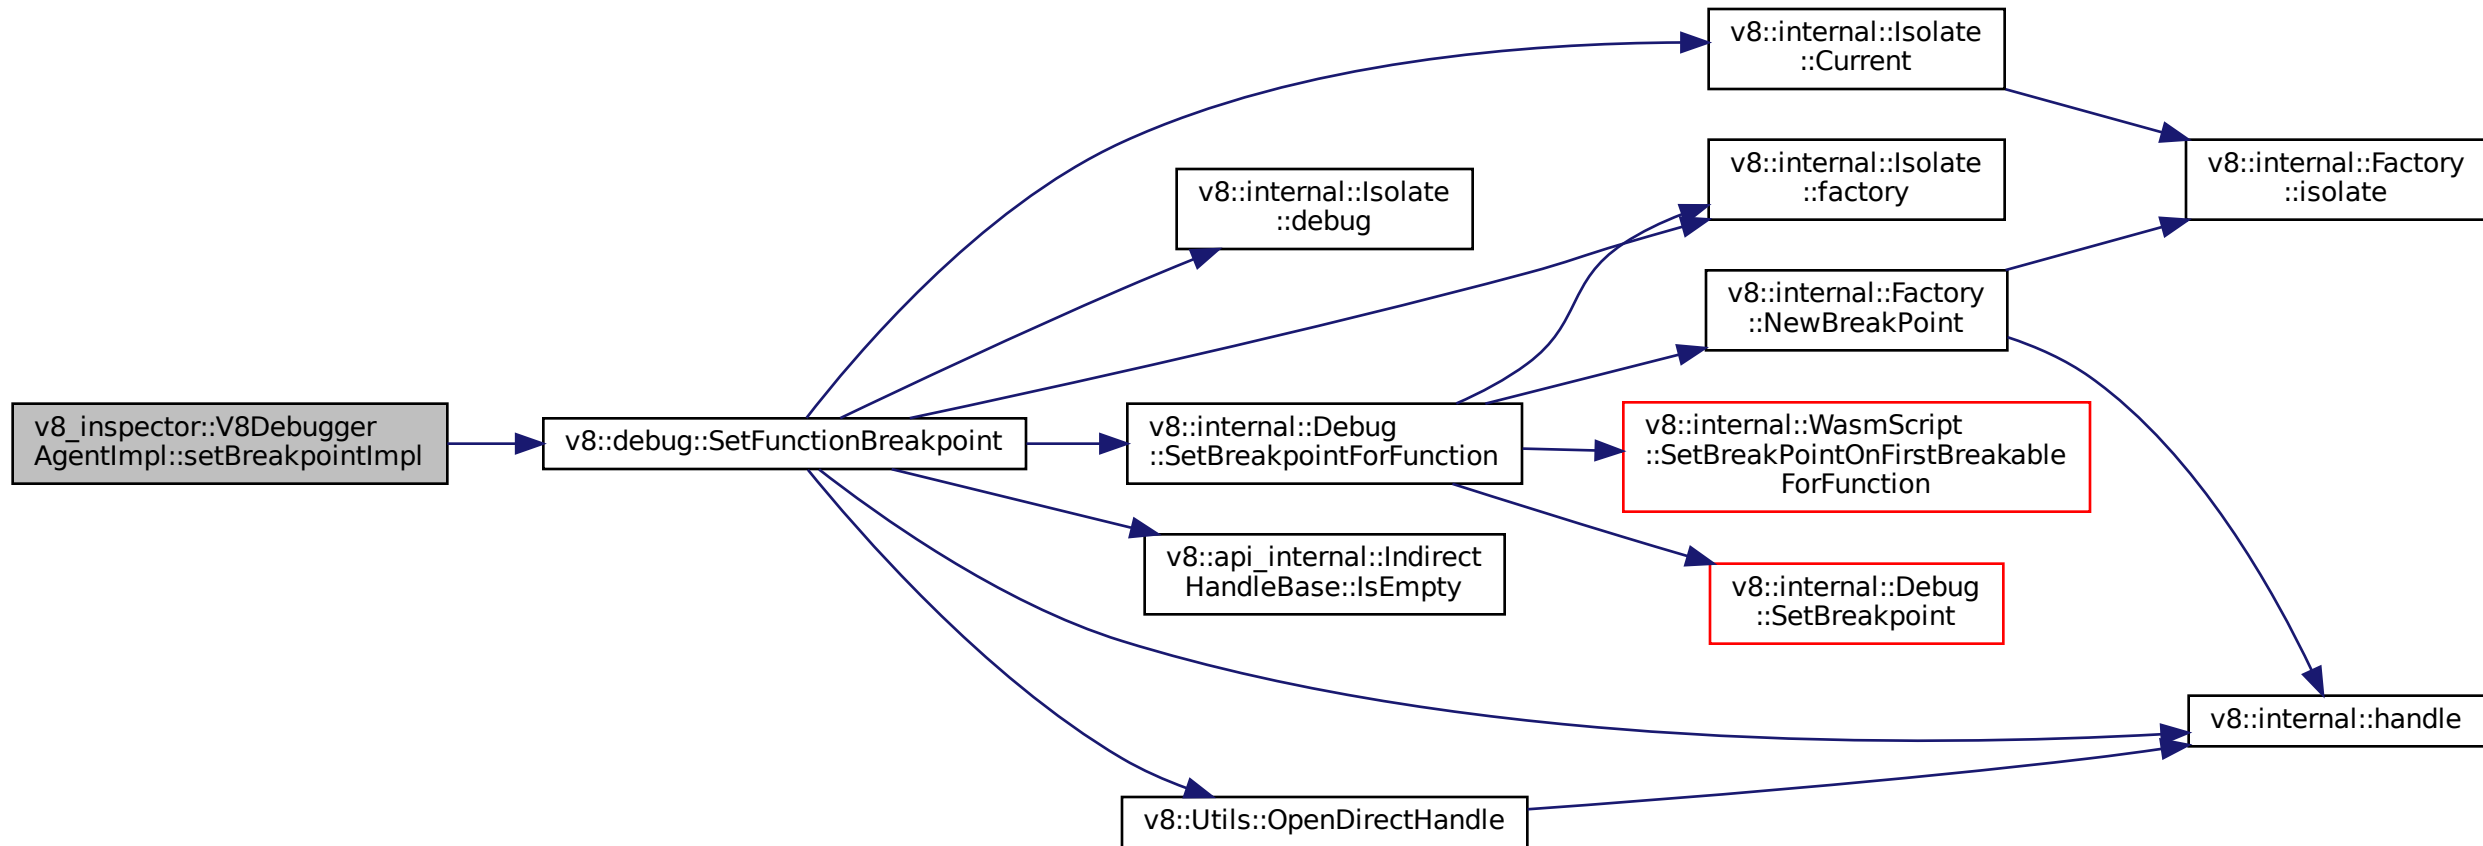 v8_inspector::V8Debugger
AgentImpl::setBreakpointImpl
v8::debug::SetFunctionBreakpoint
v8::internal::Isolate
::Current
v8::internal::Isolate
::debug
v8::internal::Isolate
::factory
v8::internal::Factory
::isolate
v8::internal::Factory
::NewBreakPoint
v8::internal::Debug
::SetBreakpointForFunction
v8::internal::WasmScript
::SetBreakPointOnFirstBreakable
ForFunction
v8::api_internal::Indirect
HandleBase::IsEmpty
v8::internal::Debug
::SetBreakpoint
v8::internal::handle
v8::Utils::OpenDirectHandle